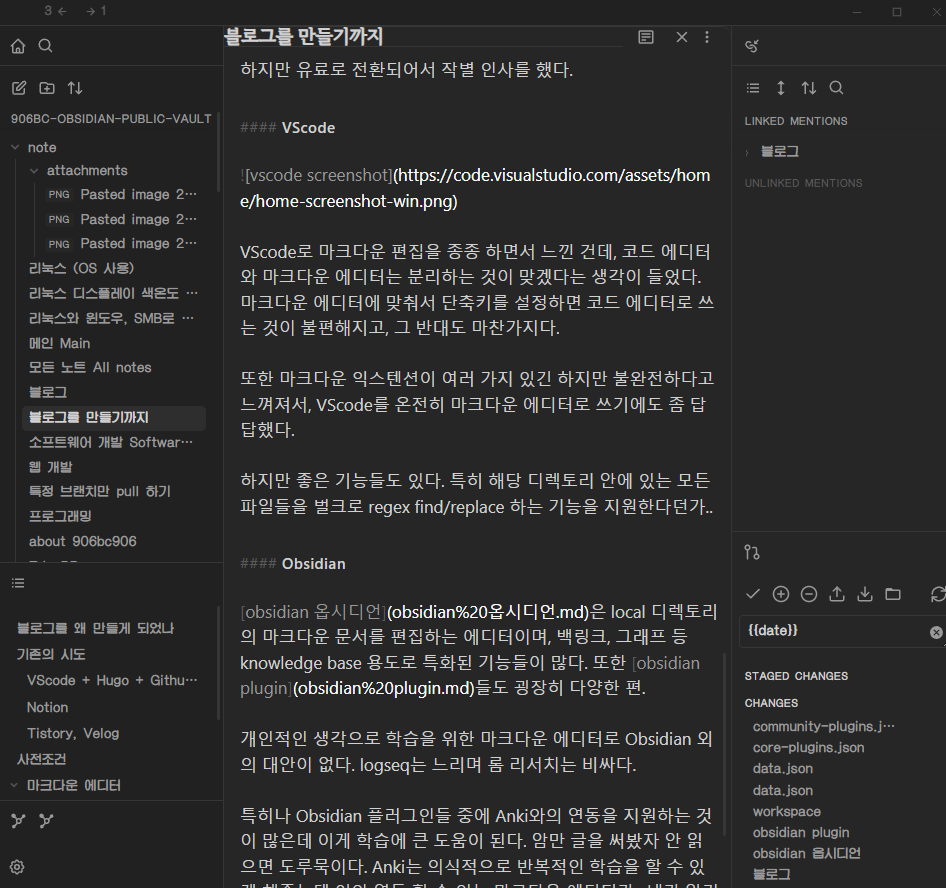 3 ← → 1
906BC-OBSIDIAN-PUBLIC-VAULT
note
attachments
PNG Pasted image 2···
PNG Pasted image 2···
PNG Pasted image 2···
리눅스 (OS 사용)
리눅스 디스플레이 색온도 ···
리눅스와 윈도우, SMB로 ···
메인 Main
모든 노트 All notes
블로그
블로그를 만들기까지
소프트웨어 개발 Softwar···
웹 개발
특정 브랜치만 pull 하기
프로그래밍
about 906bc906
블로그를 왜 만들게 되었나
기존의 시도
VScode + Hugo + Githu···
Notion
Tistory, Velog
사전조건
마크다운 에디터
블로그를 만들기까지
하지만 유료로 전환되어서 작별 인사를 했다.
#### VScode
![vscode screenshot](https://code.visualstudio.com/assets/hom
e/home-screenshot-win.png)
VScode로 마크다운 편집을 종종 하면서 느낀 건데, 코드 에디터
와 마크다운 에디터는 분리하는 것이 맞겠다는 생각이 들었다.
마크다운 에디터에 맞춰서 단축키를 설정하면 코드 에디터로 쓰
는 것이 불편해지고, 그 반대도 마찬가지다.
또한 마크다운 익스텐션이 여러 가지 있긴 하지만 불완전하다고
느껴져서, VScode를 온전히 마크다운 에디터로 쓰기에도 좀 답
답했다.
하지만 좋은 기능들도 있다. 특히 해당 디렉토리 안에 있는 모든
파일들을 벌크로 regex find/replace 하는 기능을 지원한다던가..
#### Obsidian
[obsidian 옵시디언](obsidian%20옵시디언.md)은 local 디렉토리
의 마크다운 문서를 편집하는 에디터이며, 백링크, 그래프 등
knowledge base 용도로 특화된 기능들이 많다. 또한 [obsidian
plugin](obsidian%20plugin.md)들도 굉장히 다양한 편.
개인적인 생각으로 학습을 위한 마크다운 에디터로 Obsidian 외
의 대안이 없다. logseq는 느리며 롬 리서치는 비싸다.
특히나 Obsidian 플러그인들 중에 Anki와의 연동을 지원하는 것
이 많은데 이게 학습에 큰 도움이 된다. 암만 글을 써봤자 안 읽
으면 도루묵이다. Anki는 의식적으로 반복적인 학습을 할 수 있
LINKED MENTIONS
블로그
UNLINKED MENTIONS
{{date}}
STAGED CHANGES
CHANGES
community-plugins.j···
core-plugins.json
data.json
data.json
workspace
obsidian plugin
obsidian 옵시디언
블로그